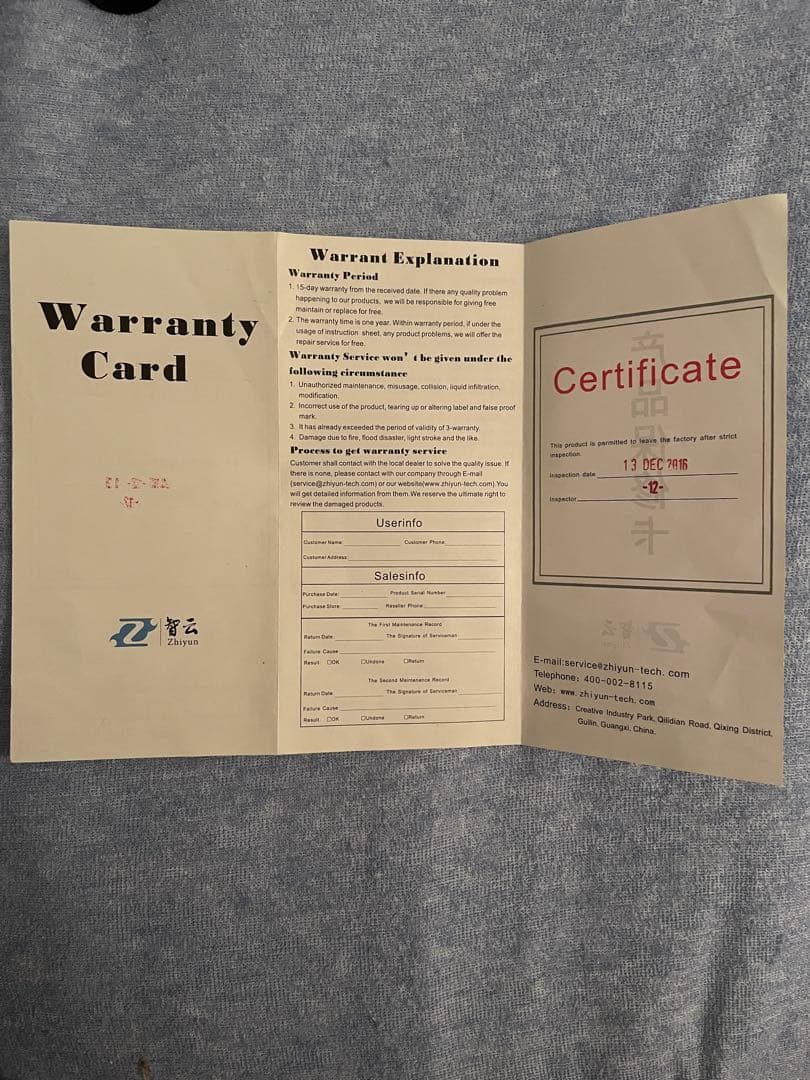 Warranty
Card
智云
Zhiyun
Warrant Explanation
Warranty Period
1. 15-day warranty from the received date. If there any quality problem
happening to our products, we will be responsible for giving free
maintain or replace for free.
2. The warranty time is one year. Within warranty period, if under the
usage of instruction sheet, any product problems, we will offer the
repair service for free.
Warranty Service won't be given under the
following circumstance
1. Unauthorized maintenance, misusage, collision, liquid infiltration,
modification.
2. Incorrect use of the product, tearing up or altering label and false proof
mark.
3. It has already exceeded the period of validity of 3-warranty.
4. Damage due to fire, flood disaster, light stroke and the like.
Process to get warranty service
Customer shall contact with the local dealer to solve the quality issue. If
there is none, please contact with our company through E-mail
(service@zhiyun-tech.com) or our website(www.zhiyun-tech.com).You
will get detailed information from them.We reserve the ultimate right to
review the damaged products.
Userinfo
Customer Name: Customer Phone:
Customer Address:
Salesinfo
Purchase Date: Product Serial Number
Purchase Store: Reseller Phone:
The First Maintenance Record
Return Date: The Signature of Serviceman
Failure Cause
Result: □OK □Undone □Return
The Second Maintenance Record
Return Date: The Signature of Serviceman
Failure Cause
Result: □OK □Undone □Return
Certificate
This product is permitted to leave the factory after strict
inspection.
Inspection date 13 DEC 2016
-12-
Inspector
产品保修卡
E-mail:service@zhiyun-tech.com
Telephone: 400-002-8115
Web: www.zhiyun-tech.com
Address: Creative Industry Park, Qilidian Road, Qixing District,
Guilin, Guangxi, China.